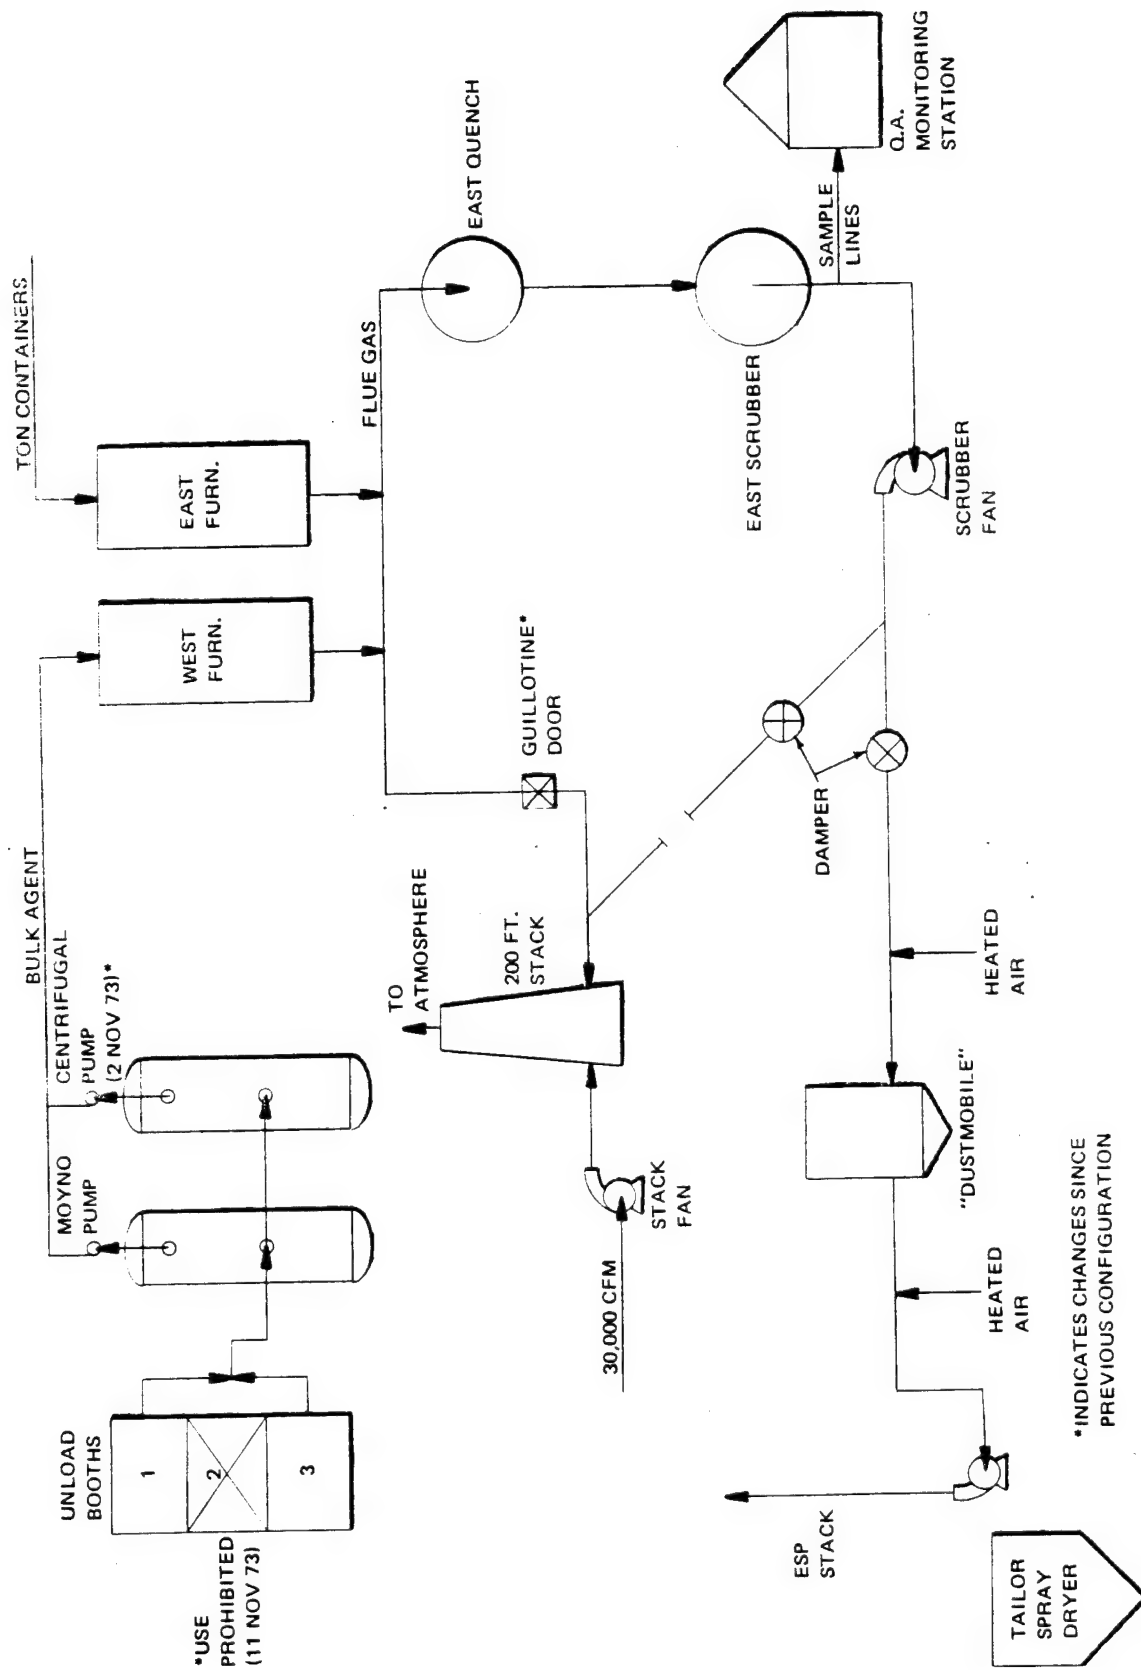 UNLOAD
BOOTHS
1
2
3
*USE
PROHIBITED
(11 NOV 73)
MOYNO
PUMP
CENTRIFUGAL
PUMP
(2 NOV 73)*
BULK AGENT
TON CONTAINERS
WEST
FURN.
EAST
FURN.
FLUE GAS
EAST QUENCH
GUILLOTINE*
DOOR
TO
ATMOSPHERE
200 FT.
STACK
STACK
FAN
30,000 CFM
EAST SCRUBBER
SAMPLE
LINES
Q.A.
MONITORING
STATION
SCRUBBER
FAN
DAMPER
HEATED
AIR
"DUSTMOBILE"
HEATED
AIR
ESP
STACK
TAILOR
SPRAY
DRYER
*INDICATES CHANGES SINCE
PREVIOUS CONFIGURATION